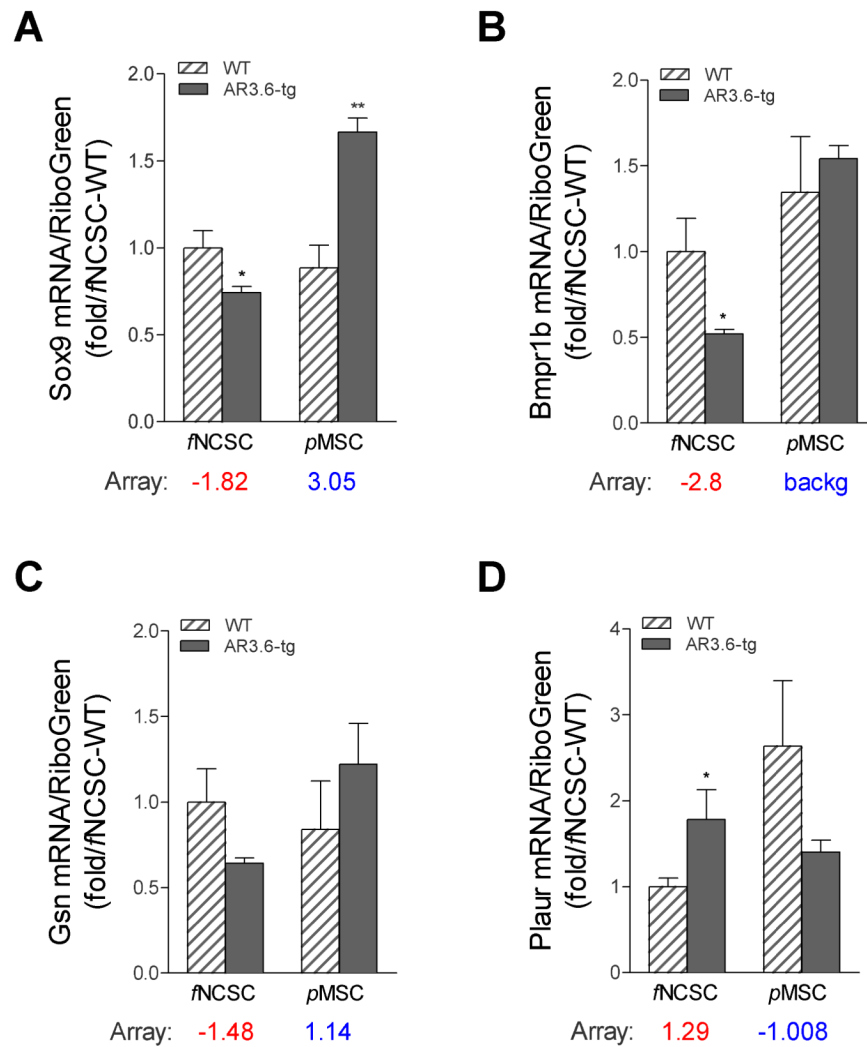 A
WT
AR3.6-tg
Sox9 mRNA/RiboGreen
(fold/fNCSC-WT)
2.0
1.5
1.0
0.5
0.0
**
*
fNCSC pMSC
Array: -1.82 3.05
B
WT
AR3.6-tg
Bmpr1b mRNA/RiboGreen
(fold/fNCSC-WT)
2.0
1.5
1.0
0.5
0.0
*
fNCSC pMSC
Array: -2.8 backg
C
WT
AR3.6-tg
Gsn mRNA/RiboGreen
(fold/fNCSC-WT)
2.0
1.5
1.0
0.5
0.0
fNCSC pMSC
Array: -1.48 1.14
D
WT
AR3.6-tg
Plaur mRNA/RiboGreen
(fold/fNCSC-WT)
4
3
2
1
0
*
fNCSC pMSC
Array: 1.29 -1.008